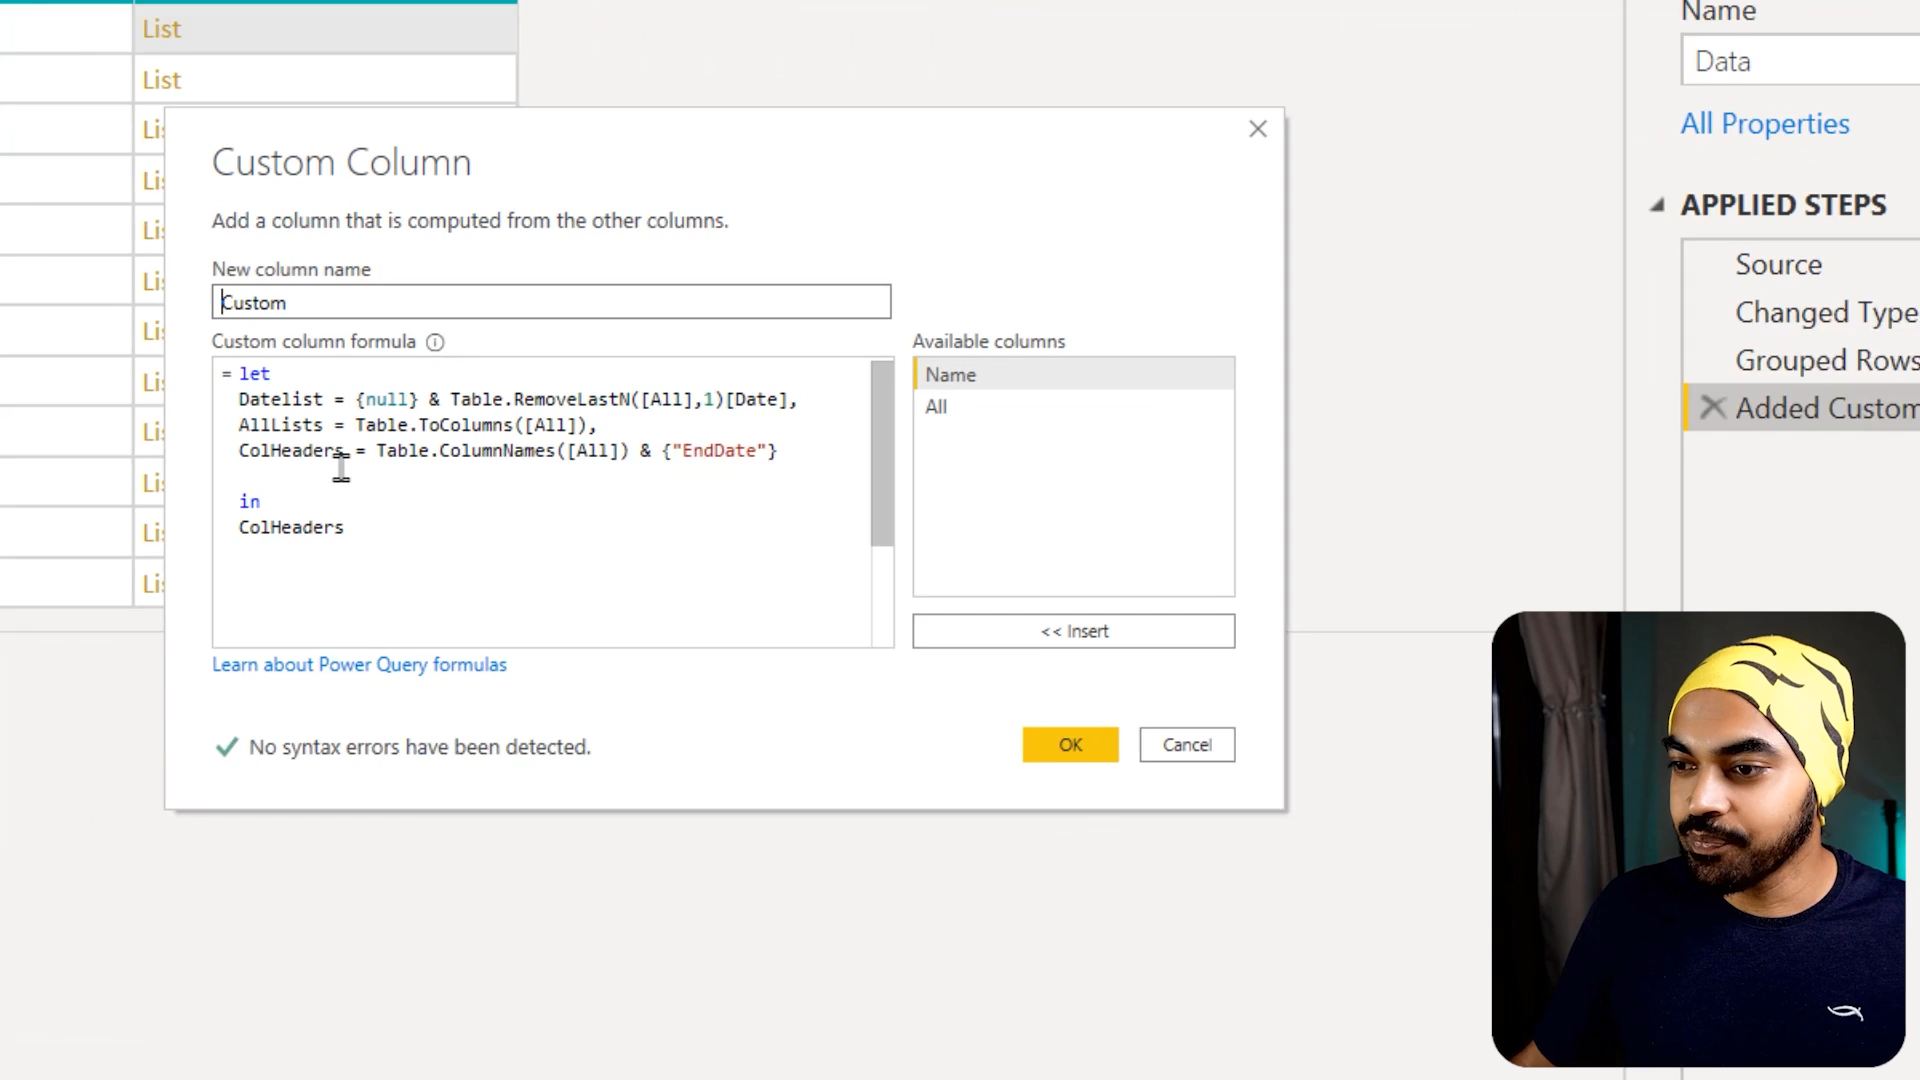 List
List
Name
Data
All Properties
APPLIED STEPS
Source
Changed Type
Grouped Rows
Added Custom
Custom Column
Add a column that is computed from the other columns.
New column name
Custom
Custom column formula
= let
Datelist = {null} & Table.RemoveLastN([All],1)[Date],
AllLists = Table.ToColumns([All]),
ColHeaders = Table.ColumnNames([All]) & {"EndDate"}
in
ColHeaders
Available columns
Name
All
<< Insert
Learn about Power Query formulas
No syntax errors have been detected.
OK
Cancel